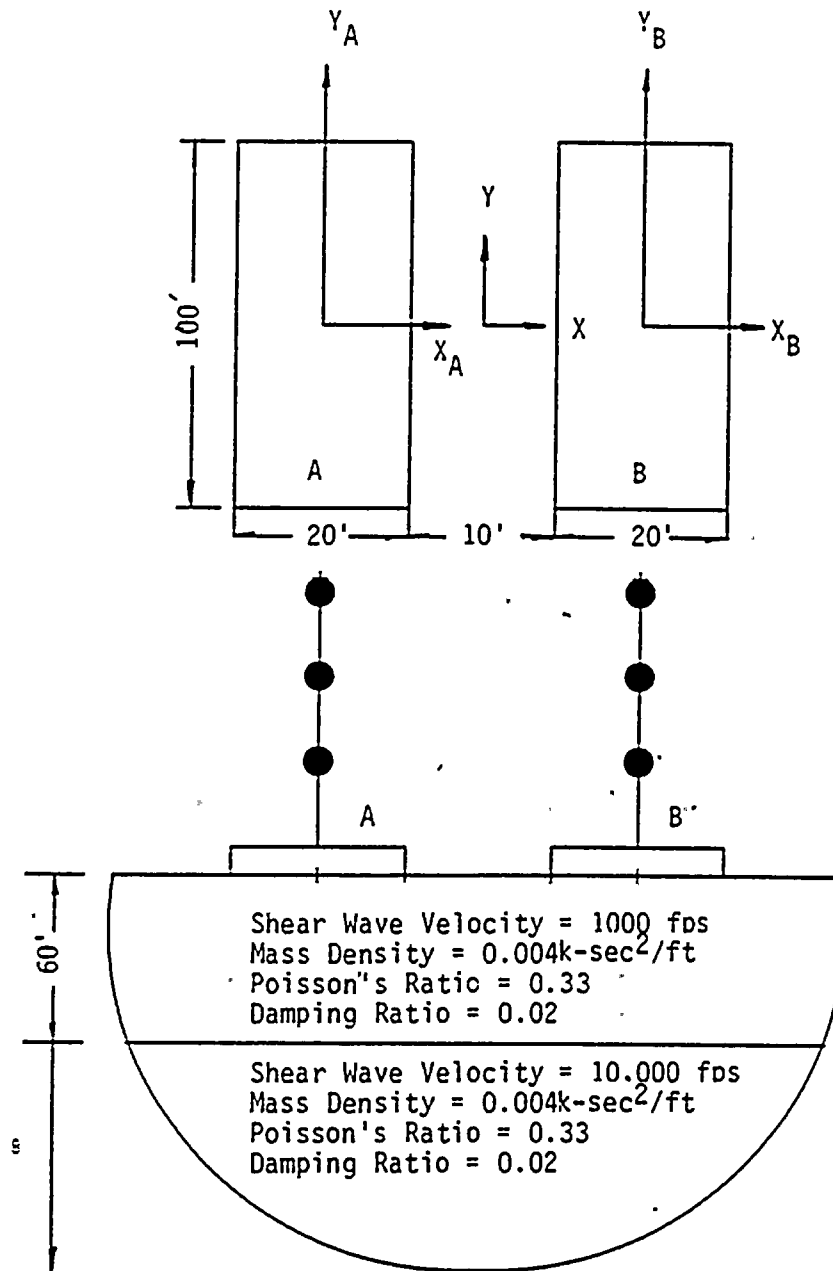 Y_A Y_B
Y
100'
X_A X X_B
A B
20' 10' 20'
A B
60'
Shear Wave Velocity = 1000 fps
Mass Density = 0.004k-sec²/ft
Poisson"s Ratio = 0.33
Damping Ratio = 0.02
Shear Wave Velocity = 10.000 fps
Mass Density = 0.004k-sec²/ft
Poisson's Ratio = 0.33
Damping Ratio = 0.02
∞